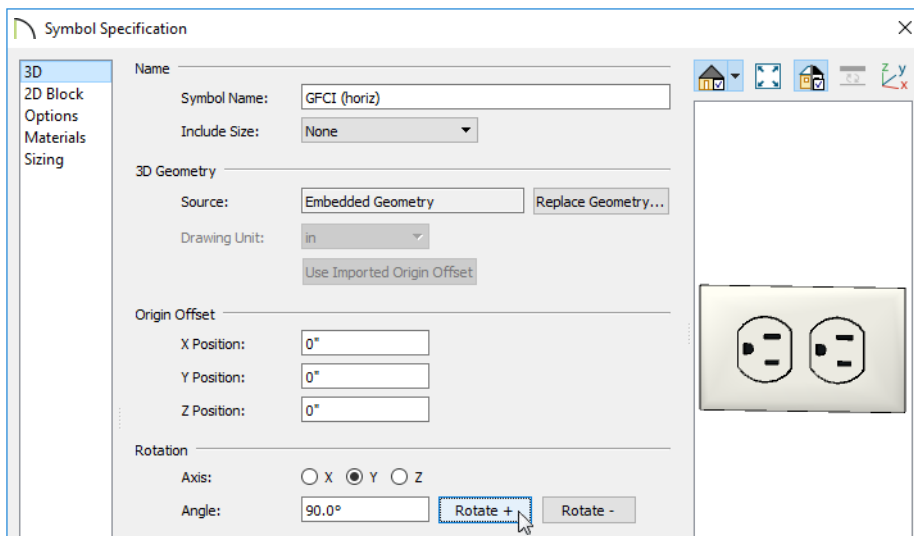 Symbol Specification
3D
2D Block
Options
Materials
Sizing
Name
Symbol Name: GFCI (horiz)
Include Size: None
3D Geometry
Source: Embedded Geometry Replace Geometry...
Drawing Unit: in
Use Imported Origin Offset
Origin Offset
X Position: 0"
Y Position: 0"
Z Position: 0"
Rotation
Axis: X Y Z
Angle: 90.0° Rotate + Rotate -
z y
x